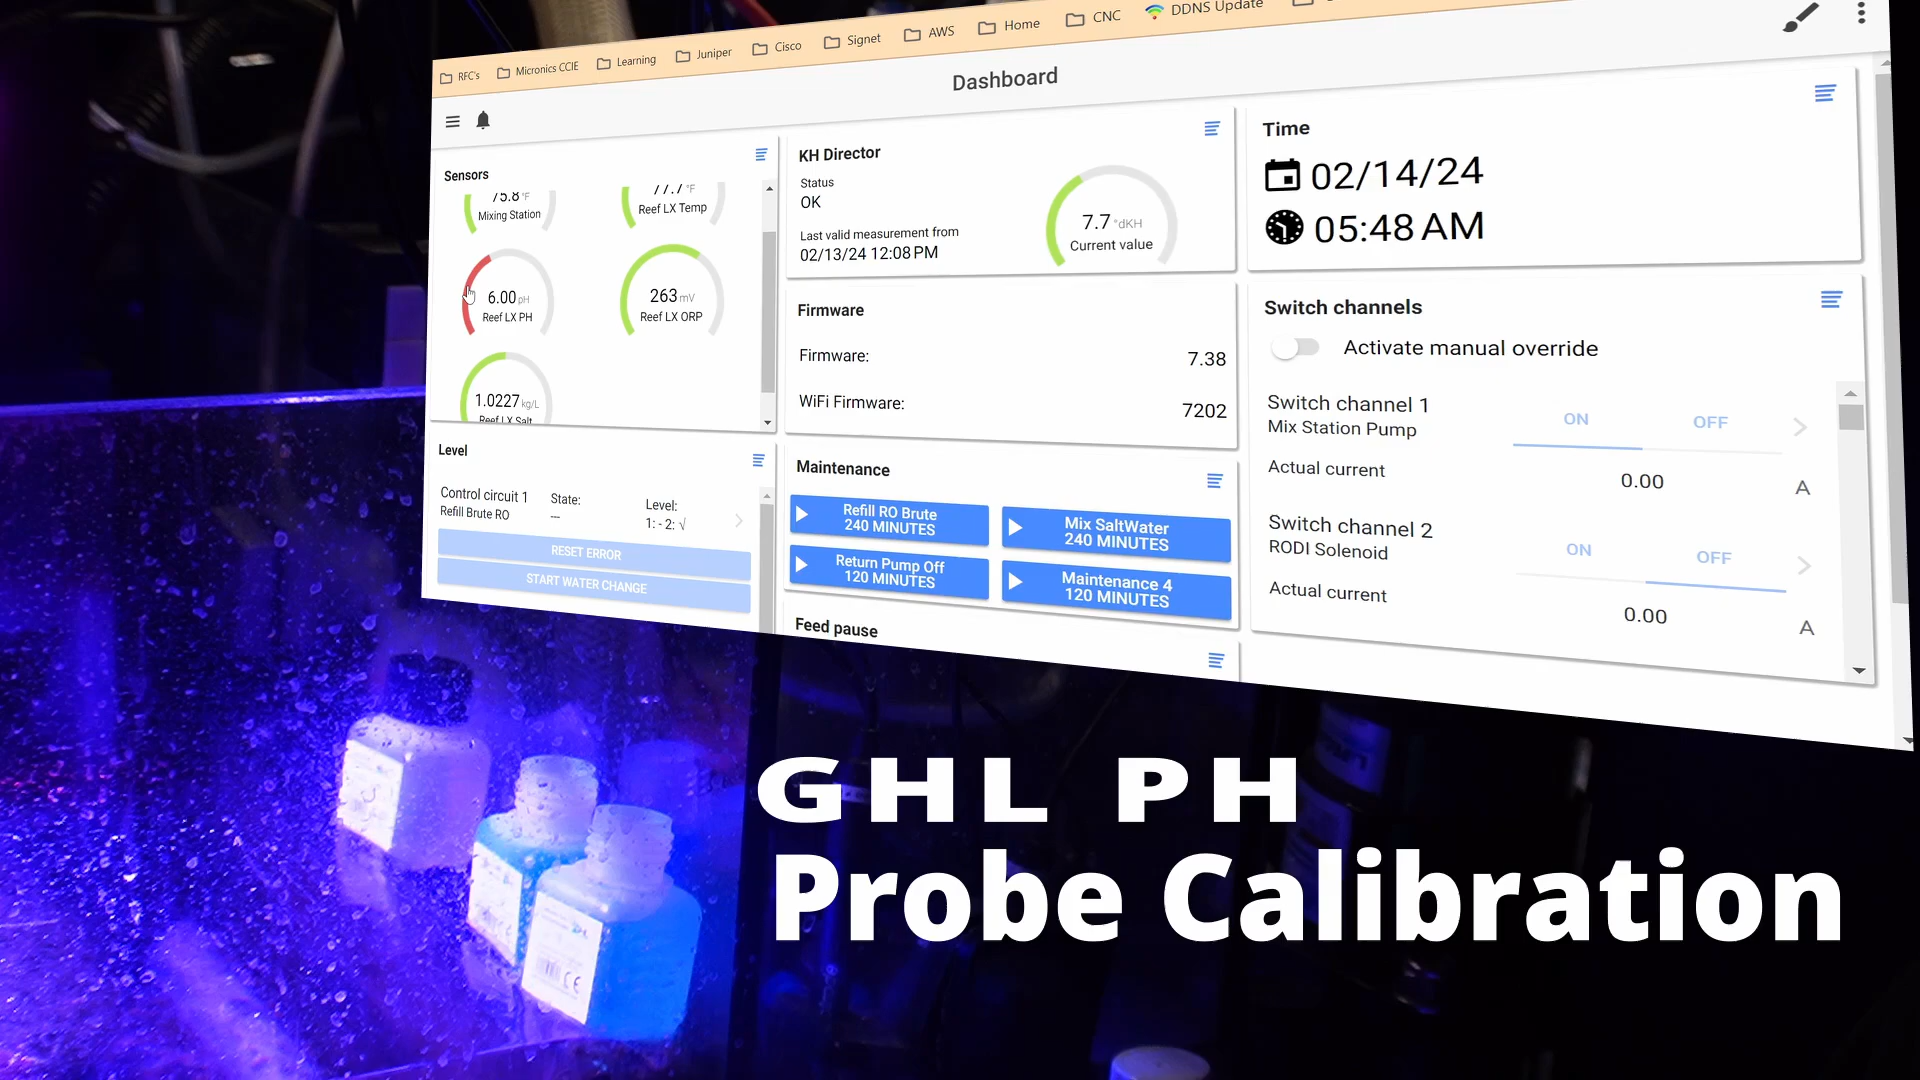 RFC's
Micronics CCIE
Learning
Juniper
Cisco
Signet
AWS
Home
CNC
DDNS Update
Dashboard
Sensors
75.8 °F
Mixing Station
77.7 °F
Reef LX Temp
6.00 pH
Reef LX PH
263 mV
Reef LX ORP
1.0227 kg/L
Reef LX Salt
Level
Control circuit 1
Refill Brute RO
State:
---
Level:
1: - 2: √
RESET ERROR
START WATER CHANGE
KH Director
Status
OK
Last valid measurement from
02/13/24 12:08 PM
7.7 °dKH
Current value
Firmware
Firmware: 7.38
WiFi Firmware: 7202
Maintenance
Refill RO Brute
240 MINUTES
Mix SaltWater
240 MINUTES
Return Pump Off
120 MINUTES
Maintenance 4
120 MINUTES
Feed pause
Time
02/14/24
05:48 AM
Switch channels
Activate manual override
Switch channel 1
Mix Station Pump
ON OFF
Actual current 0.00 A
Switch channel 2
RODI Solenoid
ON OFF
Actual current 0.00 A
GHL PH
Probe Calibration